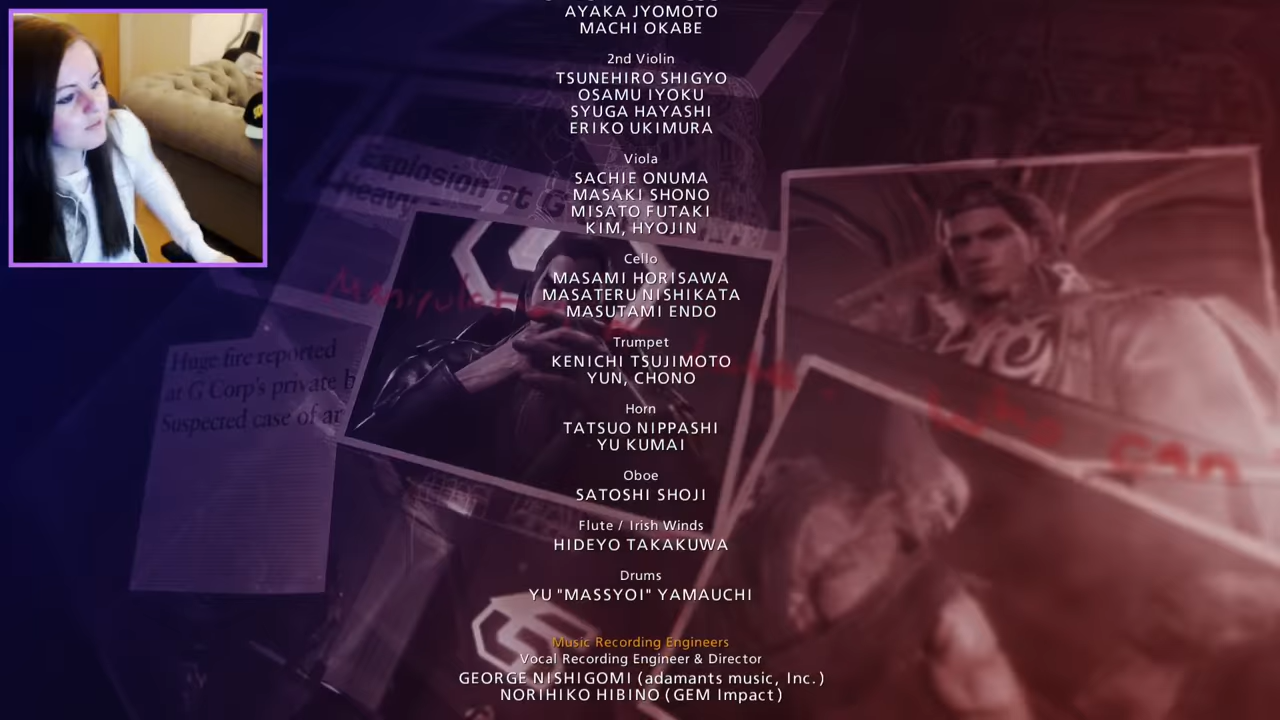 AYAKA JYOMOTO
MACHI OKABE
2nd Violin
TSUNEHIRO SHIGYO
OSAMU IYOKU
SYUGA HAYASHI
ERIKO UKIMURA
Viola
SACHIE ONUMA
MASAKI SHONO
MISATO FUTAKI
KIM, HYOJIN
Cello
MASAMI HORISAWA
MASATERU NISHIKATA
MASUTAMI ENDO
Trumpet
KENICHI TSUJIMOTO
YUN, CHONO
Horn
TATSUO NIPPASHI
YU KUMAI
Oboe
SATOSHI SHOJI
Flute / Irish Winds
HIDEYO TAKAKUWA
Drums
YU "MASSYOI" YAMAUCHI
Music Recording Engineers
Vocal Recording Engineer & Director
GEORGE NISHIGOMI (adamants music, Inc.)
NORIHIKO HIBINO (GEM Impact)
Explosion at G
Heavy
Huge fire reported
at G Corp's private b
Suspected case of ar
Who can